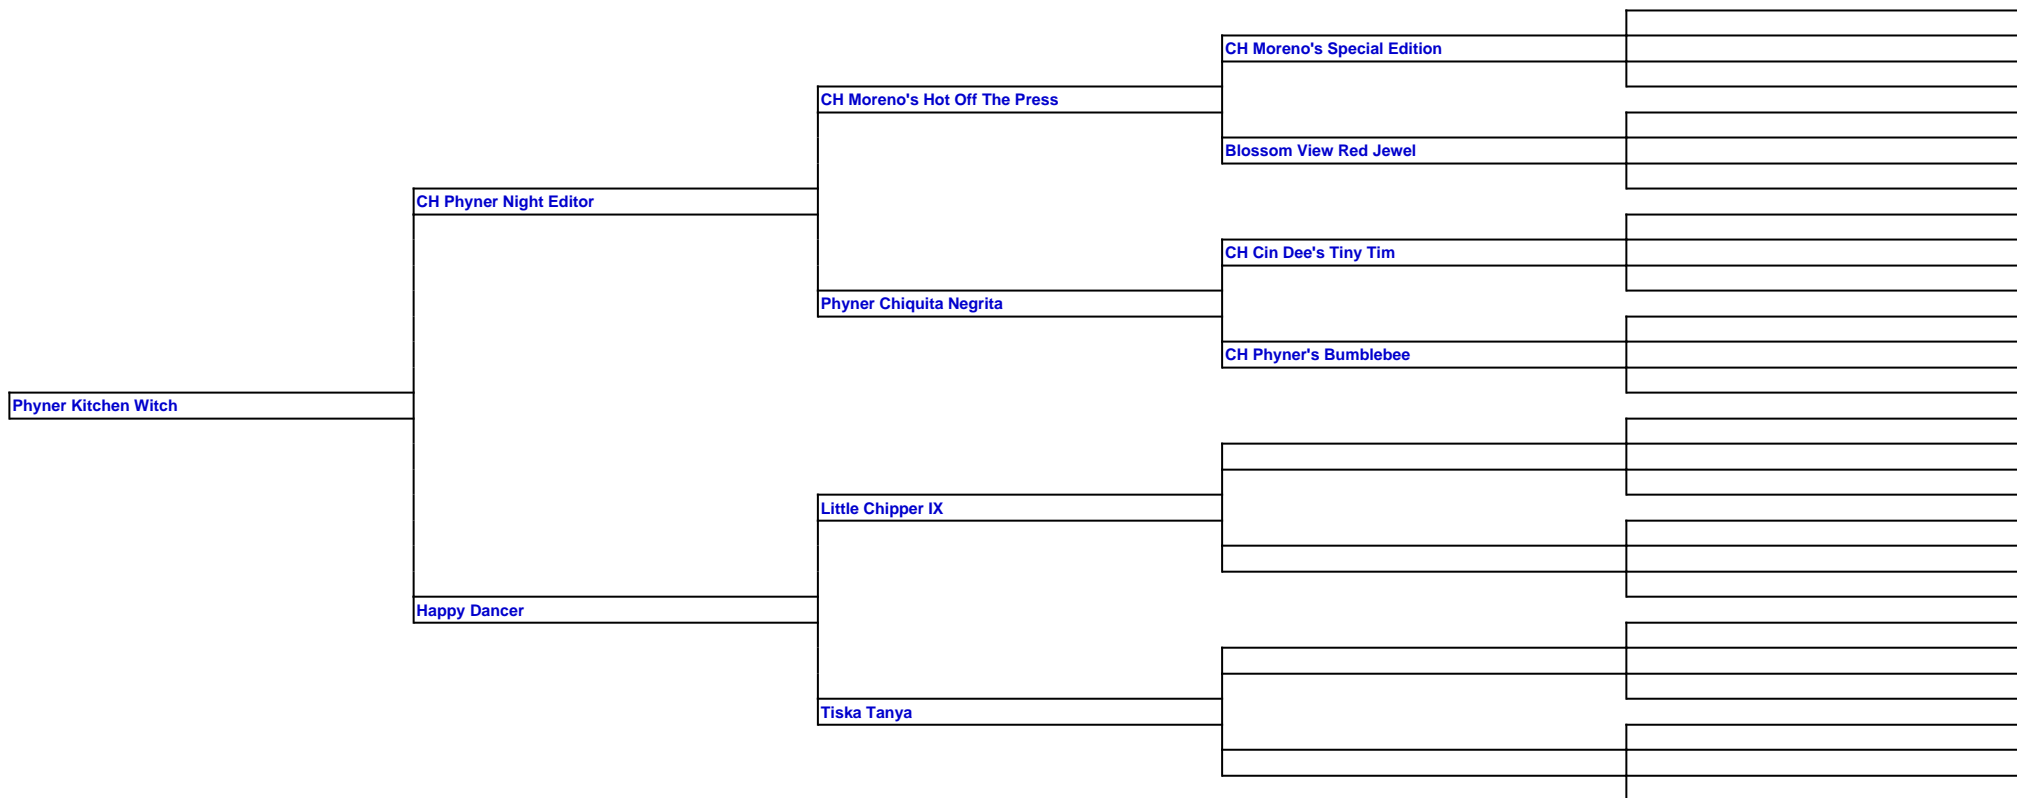 CH Moreno's Special Edition
CH Moreno's Hot Off The Press
Blossom View Red Jewel
CH Phyner Night Editor
CH Cin Dee's Tiny Tim
Phyner Chiquita Negrita
CH Phyner's Bumblebee
Phyner Kitchen Witch
Little Chipper IX
Happy Dancer
Tiska Tanya